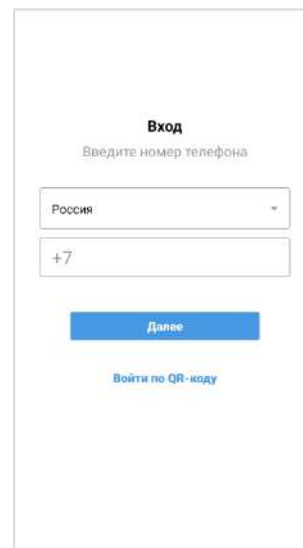 Вход
Введите номер телефона
Россия
+7
Далее
Войти по QR-коду